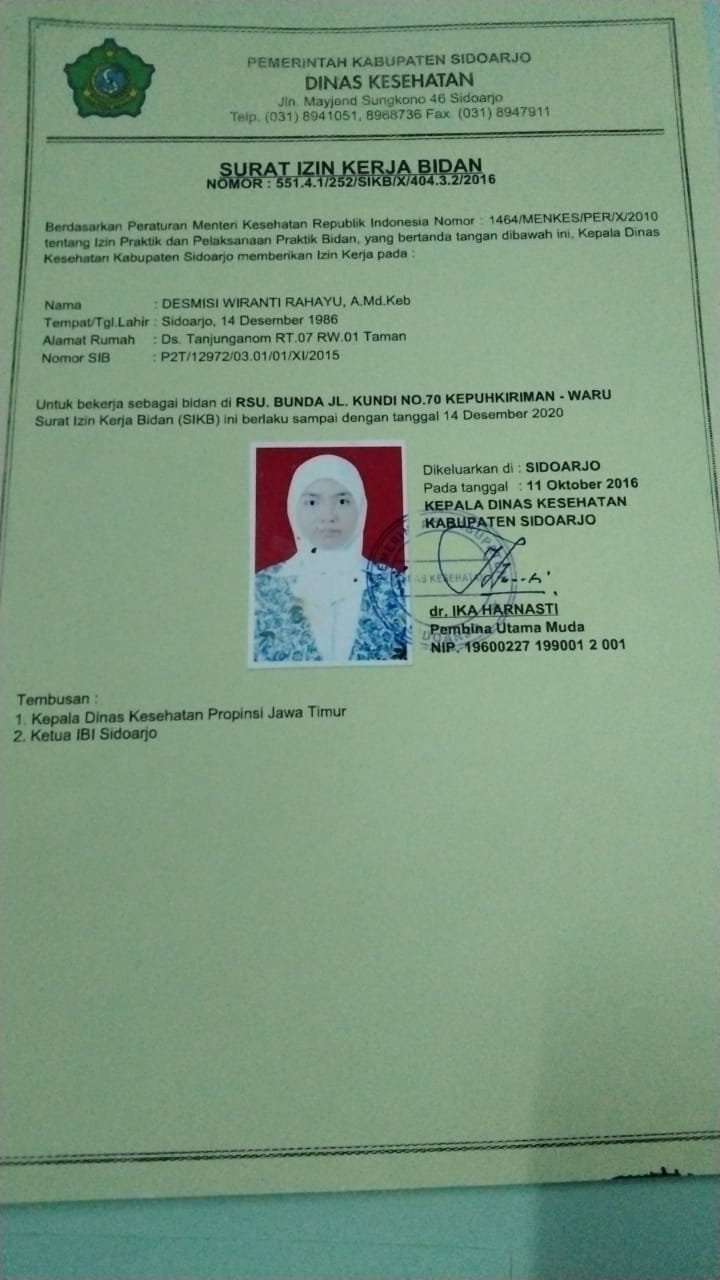 PEMERINTAH KABUPATEN SIDOARJO
DINAS KESEHATAN
Jln. Mayjend Sungkono 46 Sidoarjo
Telp. (031) 8941051, 8968736 Fax. (031) 8947911
SURAT IZIN KERJA BIDAN
NOMOR : 551.4.1/252/SIKB/X/404.3.2/2016
Berdasarkan Peraturan Menteri Kesehatan Republik Indonesia Nomor : 1464/MENKES/PER/X/2010
tentang Izin Praktik dan Pelaksanaan Praktik Bidan, yang bertanda tangan dibawah ini, Kepala Dinas
Kesehatan Kabupaten Sidoarjo memberikan Izin Kerja pada :
Nama : DESMISI WIRANTI RAHAYU, A.Md.Keb
Tempat/Tgl.Lahir : Sidoarjo, 14 Desember 1986
Alamat Rumah : Ds. Tanjunganom RT.07 RW.01 Taman
Nomor SIB : P2T/12972/03.01/01/XI/2015
Untuk bekerja sebagai bidan di RSU. BUNDA JL. KUNDI NO.70 KEPUHKIRIMAN - WARU
Surat Izin Kerja Bidan (SIKB) ini berlaku sampai dengan tanggal 14 Desember 2020
Dikeluarkan di : SIDOARJO
Pada tanggal : 11 Oktober 2016
KEPALA DINAS KESEHATAN
KABUPATEN SIDOARJO
dr. IKA HARNASTI
Pembina Utama Muda
NIP. 19600227 199001 2 001
Tembusan :
1. Kepala Dinas Kesehatan Propinsi Jawa Timur
2. Ketua IBI Sidoarjo